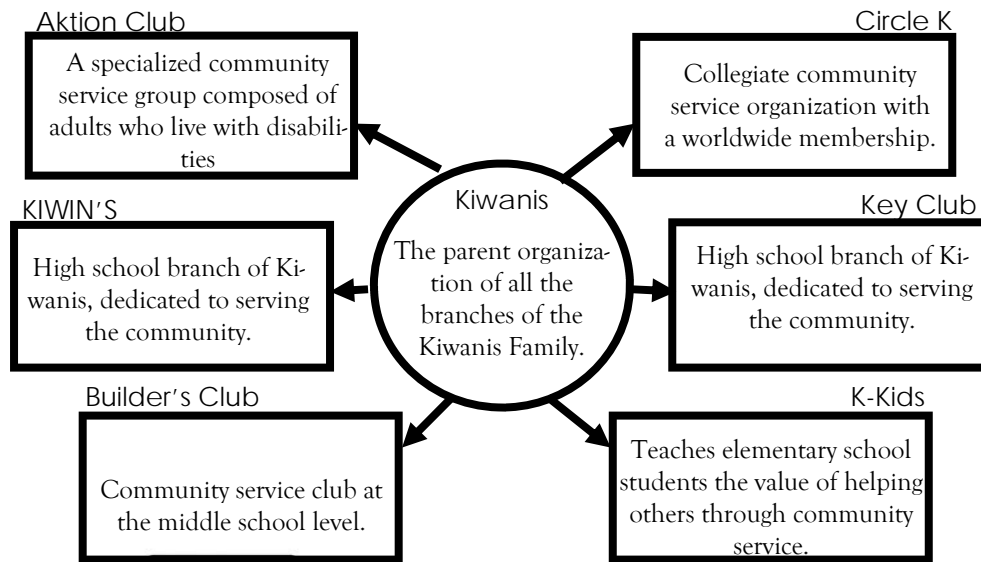 Aktion Club
A specialized community
service group composed of
adults who live with disabili-
ties
Circle K
Collegiate community
service organization with
a worldwide membership.
Kiwanis
The parent organiza-
tion of all the
branches of the
Kiwanis Family.
KIWIN'S
High school branch of Ki-
wanis, dedicated to serving
the community.
Key Club
High school branch of Ki-
wanis, dedicated to serving
the community.
Builder's Club
Community service club at
the middle school level.
K-Kids
Teaches elementary school
students the value of helping
others through community
service.